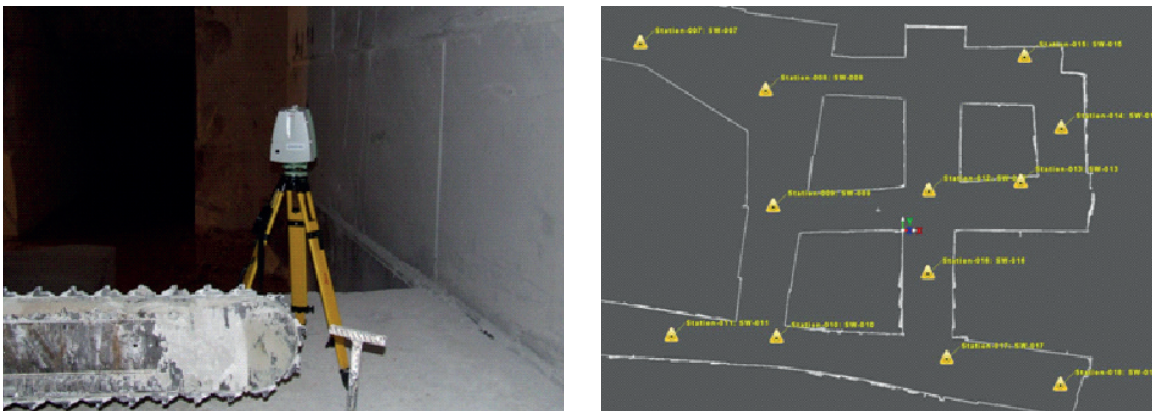 Station-007: SW-007
Station-015: SW-015
Station-008: SW-008
Station-014: SW-01
Station-013: SW-013
Station-012: SW-
Station-009: SW-009
Station-016: SW-016
Station-011: SW-011
Station-010: SW-010
Station-017: SW-017
Station-018: SW-01